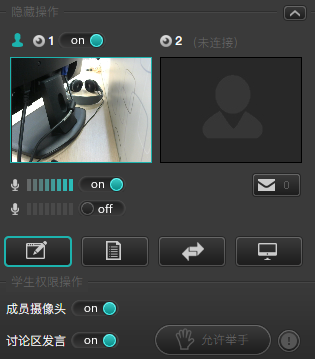 隐藏操作
1 on 2 (未连接)
on 0
off
学生权限操作
成员摄像头 on
讨论区发言 on 允许举手